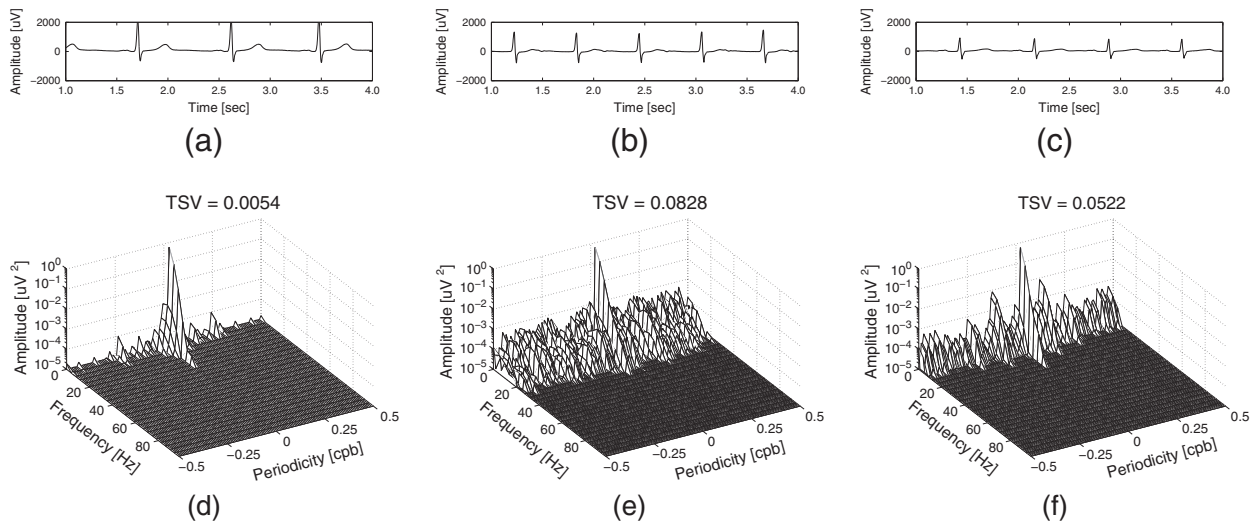 Amplitude [uV]
2000
0
−2000
1.0 1.5 2.0 2.5 3.0 3.5 4.0
Time [sec]
(a)
Amplitude [uV]
2000
0
−2000
1.0 1.5 2.0 2.5 3.0 3.5 4.0
Time [sec]
(b)
Amplitude [uV]
2000
0
−2000
1.0 1.5 2.0 2.5 3.0 3.5 4.0
Time [sec]
(c)
TSV = 0.0054
Amplitude [uV ²]
10⁰
10⁻¹
10⁻²
10⁻³
10⁻⁴
10⁻⁵
0
20
40
60
80
Frequency [Hz]
−0.5
−0.25
0
0.25
0.5
Periodicity [cpb]
(d)
TSV = 0.0828
Amplitude [uV ²]
10⁰
10⁻¹
10⁻²
10⁻³
10⁻⁴
10⁻⁵
0
20
40
60
80
Frequency [Hz]
−0.5
−0.25
0
0.25
0.5
Periodicity [cpb]
(e)
TSV = 0.0522
Amplitude [uV ²]
10⁰
10⁻¹
10⁻²
10⁻³
10⁻⁴
10⁻⁵
0
20
40
60
80
Frequency [Hz]
−0.5
−0.25
0
0.25
0.5
Periodicity [cpb]
(f)